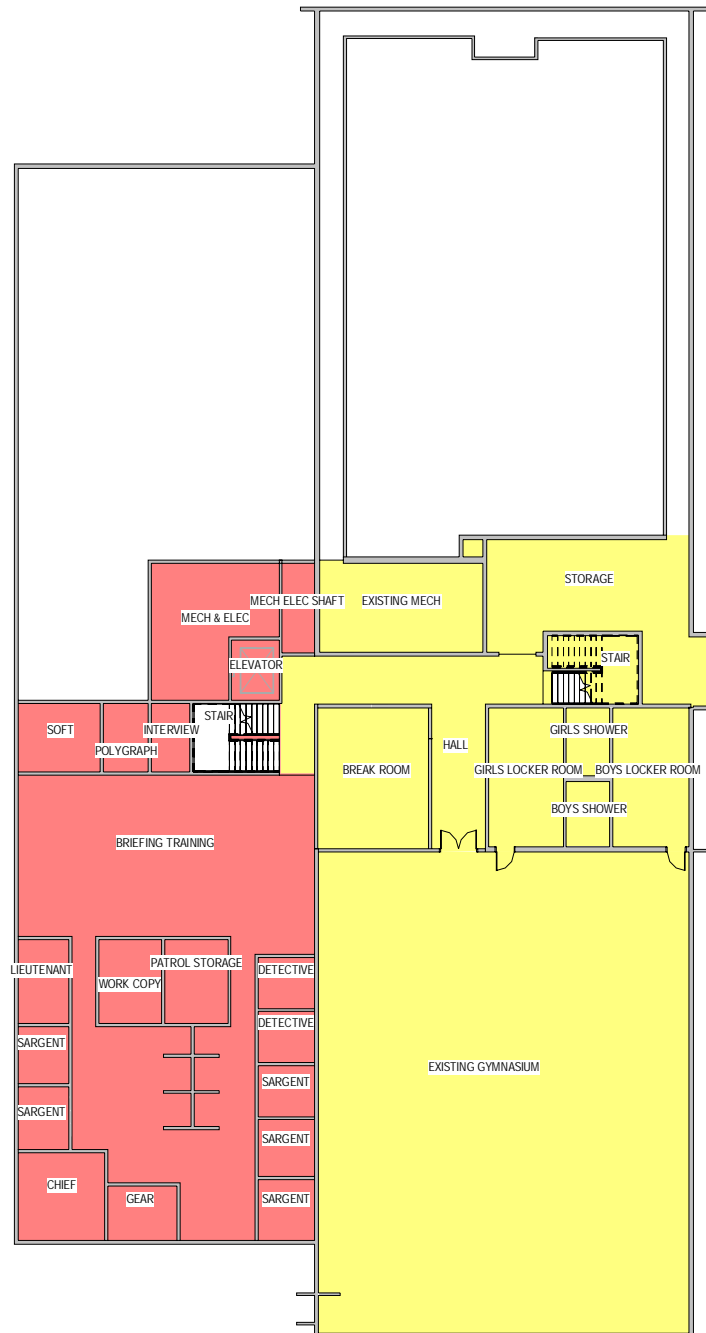 STORAGE
MECH ELEC SHAFT
EXISTING MECH
MECH & ELEC
STAIR
ELEVATOR
STAIR
SOFT
INTERVIEW
GIRLS SHOWER
POLYGRAPH
HALL
BREAK ROOM
GIRLS LOCKER ROOM
BOYS LOCKER ROOM
BOYS SHOWER
BRIEFING TRAINING
PATROL STORAGE
LIEUTENANT
DETECTIVE
WORK COPY
DETECTIVE
SARGENT
EXISTING GYMNASIUM
SARGENT
SARGENT
SARGENT
CHIEF
GEAR
SARGENT